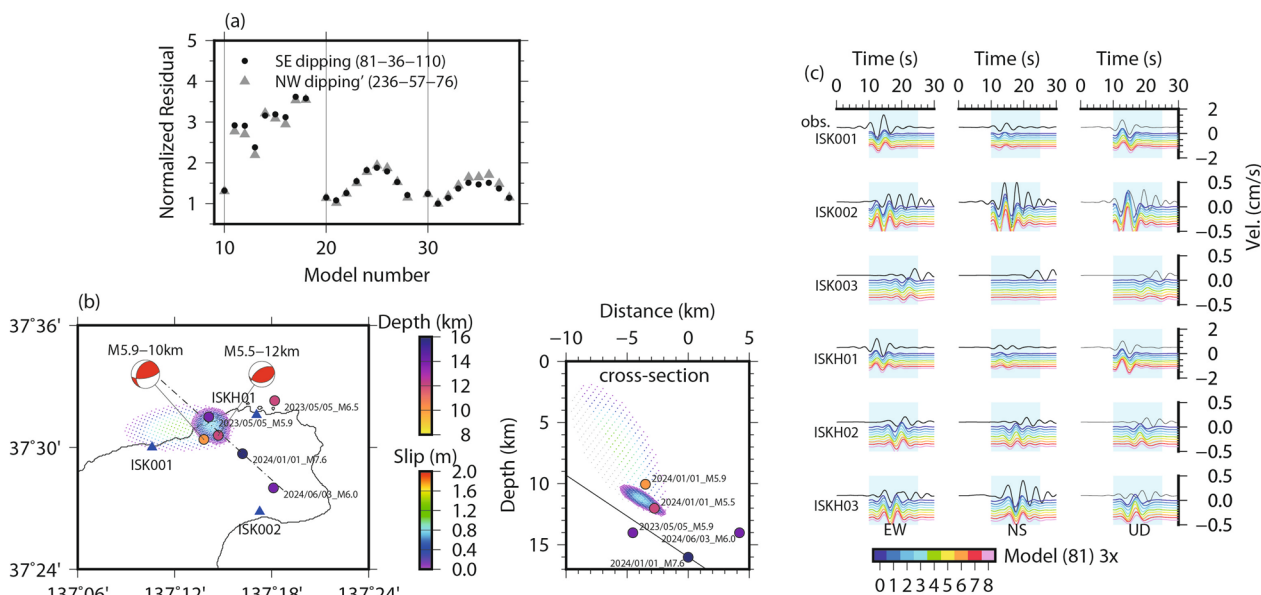 (a)
Normalized Residual
5
4
3
2
1
SE dipping (81−36−110)
NW dipping' (236−57−76)
10
20
30
Model number
(b)
37°36'
37°30'
37°24'
137°06'
137°12'
137°18'
137°24'
M5.9−10km
M5.5−12km
ISKH01
2023/05/05_M6.5
2023/05/05_M5.9
ISK001
2024/01/01_M7.6
2024/06/03_M6.0
ISK002
Depth (km)
16
14
12
10
8
Slip (m)
2.0
1.6
1.2
0.8
0.4
0.0
Distance (km)
−10
−5
0
5
Depth (km)
0
5
10
15
cross-section
2024/01/01_M5.9
2024/01/01_M5.5
2023/05/05_M5.9
2024/06/03_M6.0
2024/01/01_M7.6
(c)
Time (s)
Time (s)
Time (s)
0 10 20 30
0 10 20 30
0 10 20 30
obs.
ISK001
2
0
−2
ISK002
0.5
0.0
−0.5
Vel. (cm/s)
ISK003
0.5
0.0
−0.5
ISKH01
2
0
−2
ISKH02
0.5
0.0
−0.5
ISKH03
0.5
0.0
−0.5
EW
NS
UD
Model (81) 3x
0 1 2 3 4 5 6 7 8